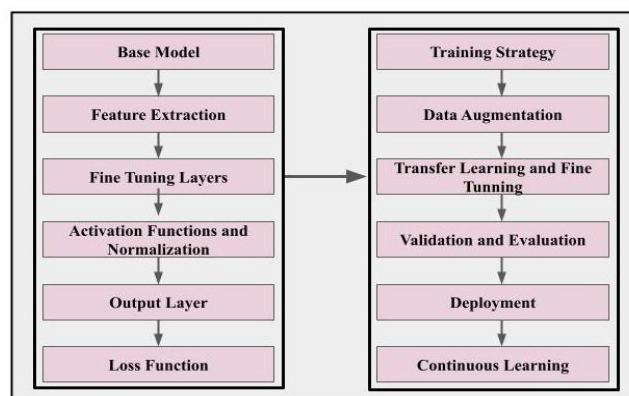 Base Model
Feature Extraction
Fine Tuning Layers
Activation Functions and
Normalization
Output Layer
Loss Function
Training Strategy
Data Augmentation
Transfer Learning and Fine
Tunning
Validation and Evaluation
Deployment
Continuous Learning